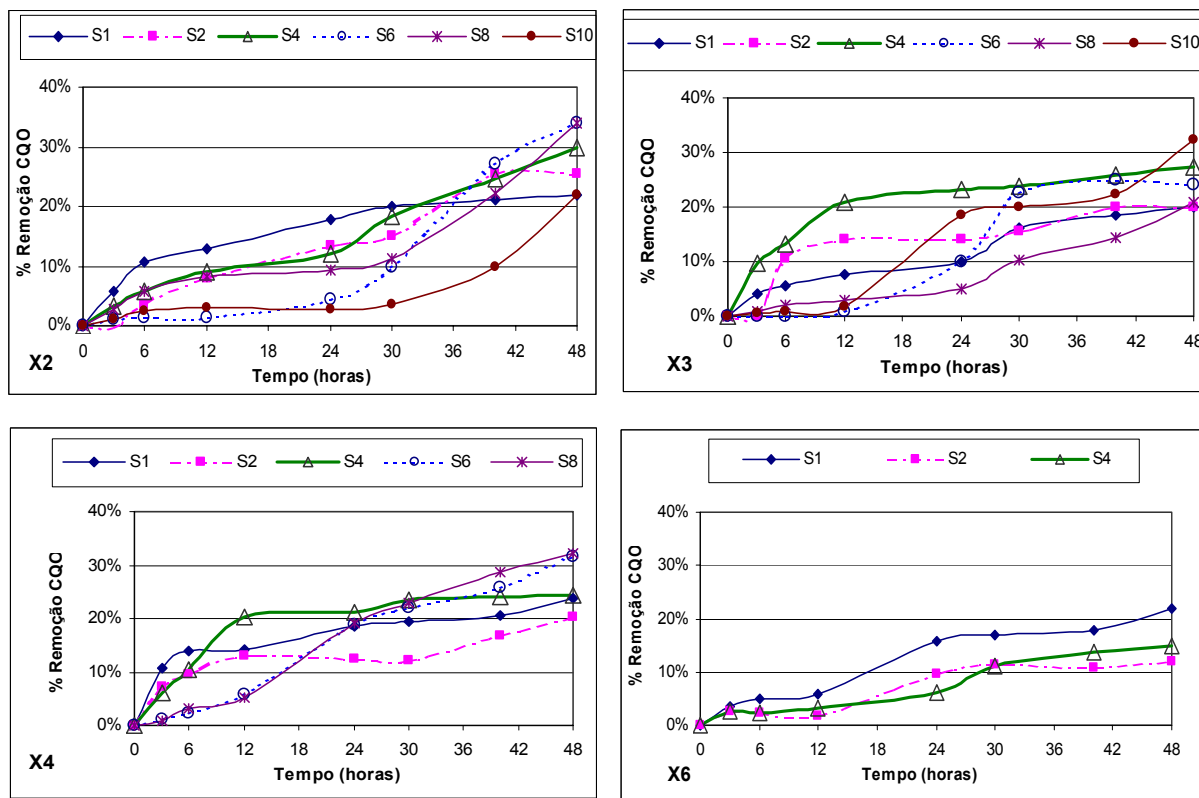 S1 S2 S4 S6 S8 S10
% Remoção CQO
40%
30%
20%
10%
0%
0 6 12 18 24 30 36 42 48
X2
Tempo (horas)
S1 S2 S4 S6 S8 S10
% Remoção CQO
40%
30%
20%
10%
0%
0 6 12 18 24 30 36 42 48
X3
Tempo (horas)
S1 S2 S4 S6 S8
% Remoção CQO
40%
30%
20%
10%
0%
0 6 12 18 24 30 36 42 48
X4
Tempo (horas)
S1 S2 S4
% Remoção CQO
40%
30%
20%
10%
0%
0 6 12 18 24 30 36 42 48
X6
Tempo (horas)